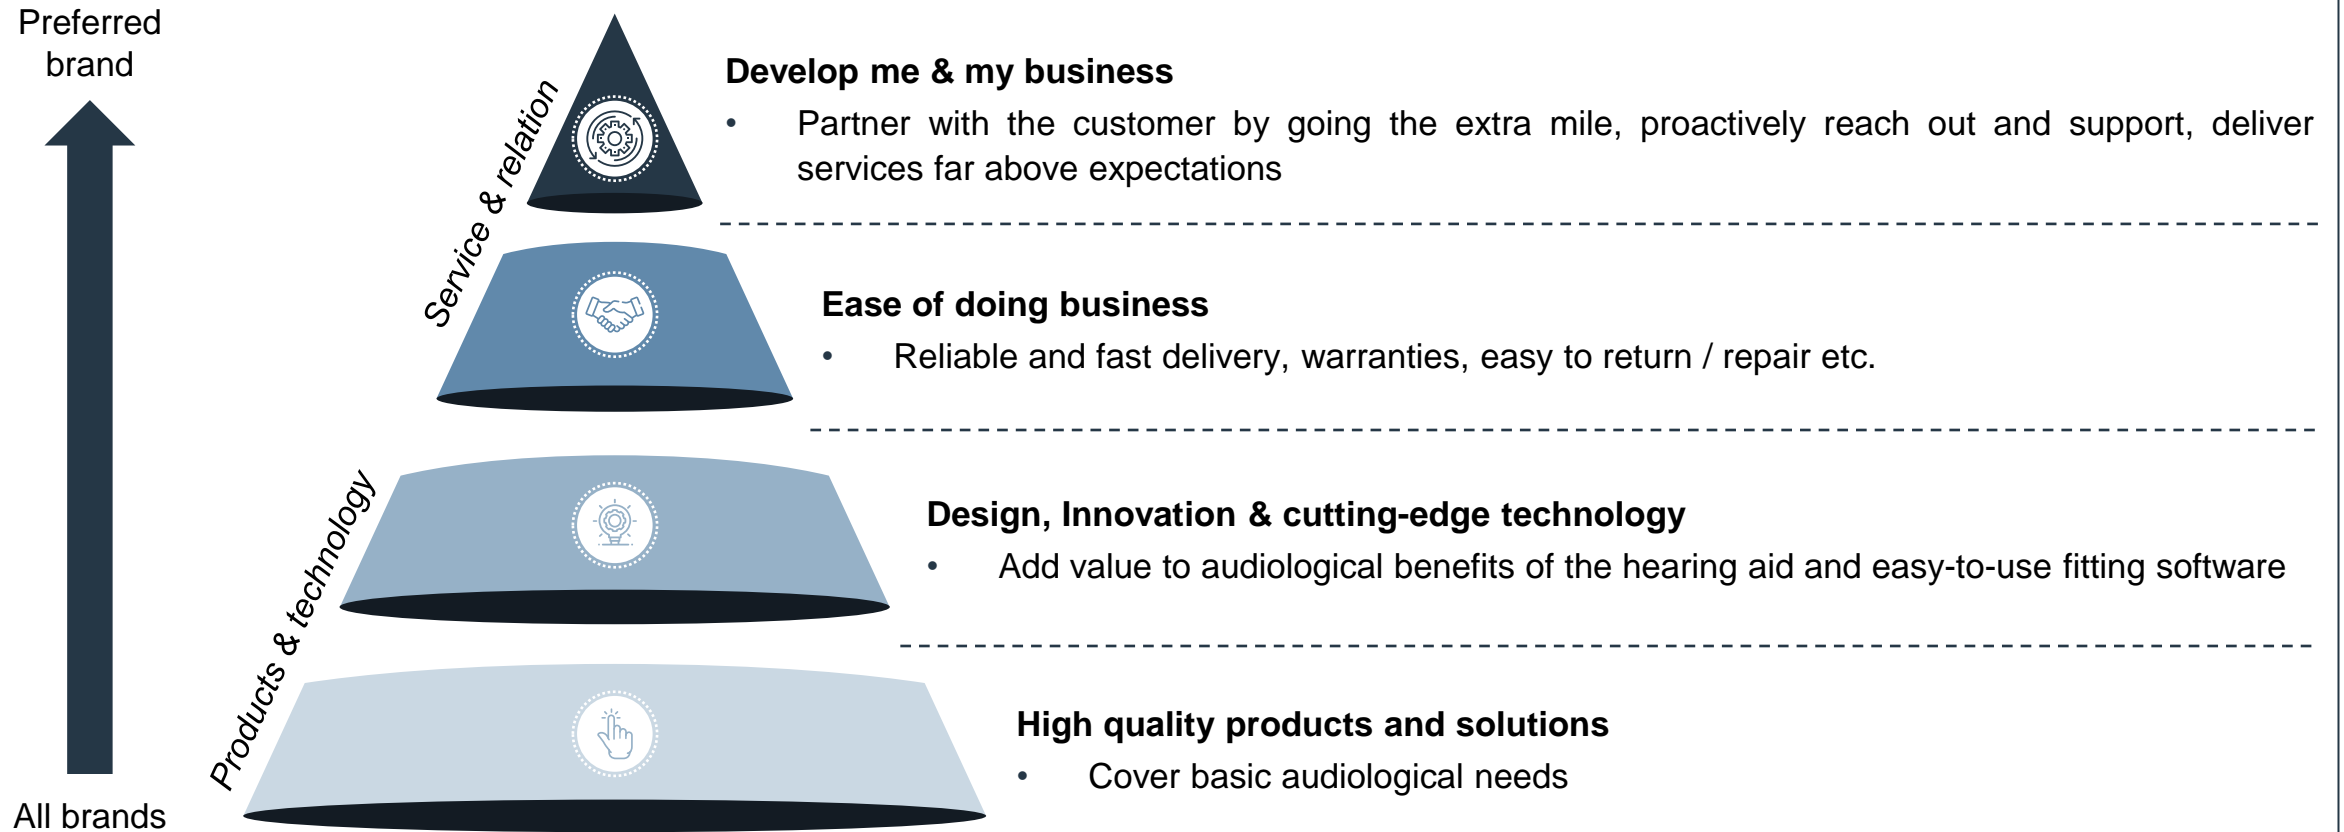 Preferred
brand
Develop me & my business
• Partner with the customer by going the extra mile, proactively reach out and support, deliver
services far above expectations
Service & relation
Ease of doing business
• Reliable and fast delivery, warranties, easy to return / repair etc.
Design, Innovation & cutting-edge technology
• Add value to audiological benefits of the hearing aid and easy-to-use fitting software
Products & technology
High quality products and solutions
• Cover basic audiological needs
All brands